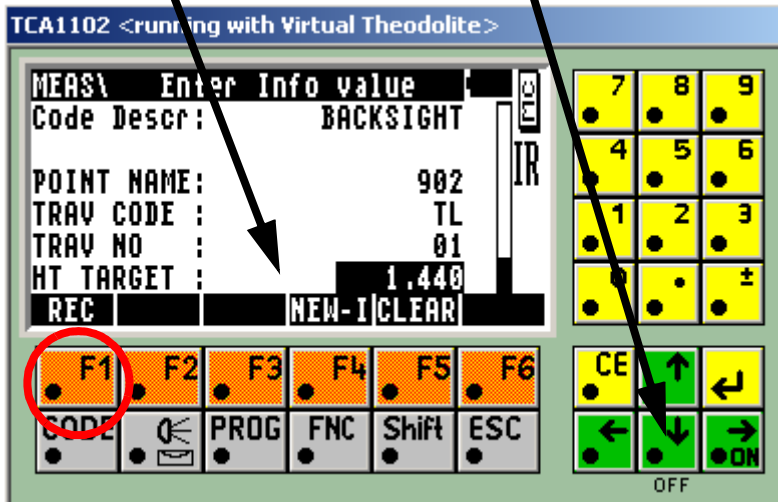 TCA1102 <running with Virtual Theodolite>
MEAS\ Enter Info value
Code Descr: BACKSIGHT
IR
POINT NAME: 902
TRAV CODE : TL
TRAV NO : 01
HT TARGET : 1.440
REC NEW-I CLEAR
7 8 9
4 5 6
1 2 3
0 . ±
F1 F2 F3 F4 F5 F6
CE
CODE PROG FNC Shift ESC
ON
OFF